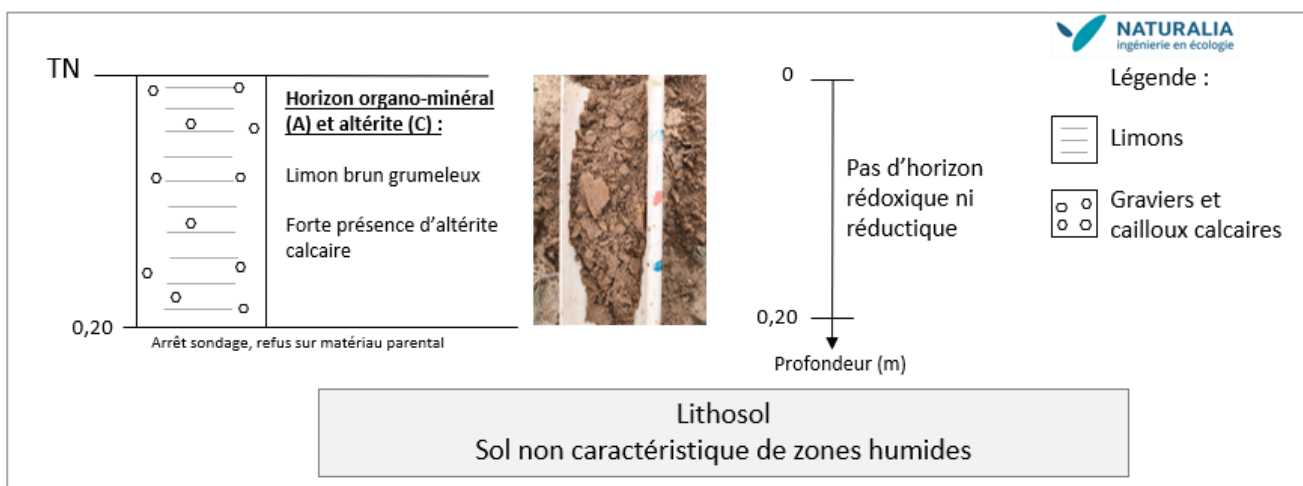 NATURALIA
ingénierie en écologie
TN
Horizon organo-minéral
(A) et altérite (C) :
Limon brun grumeleux
Forte présence d'altérite
calcaire
0,20
Arrêt sondage, refus sur matériau parental
0
Pas d'horizon
rédoxique ni
réductique
0,20
Profondeur (m)
Légende :
Limons
Graviers et
cailloux calcaires
Lithosol
Sol non caractéristique de zones humides